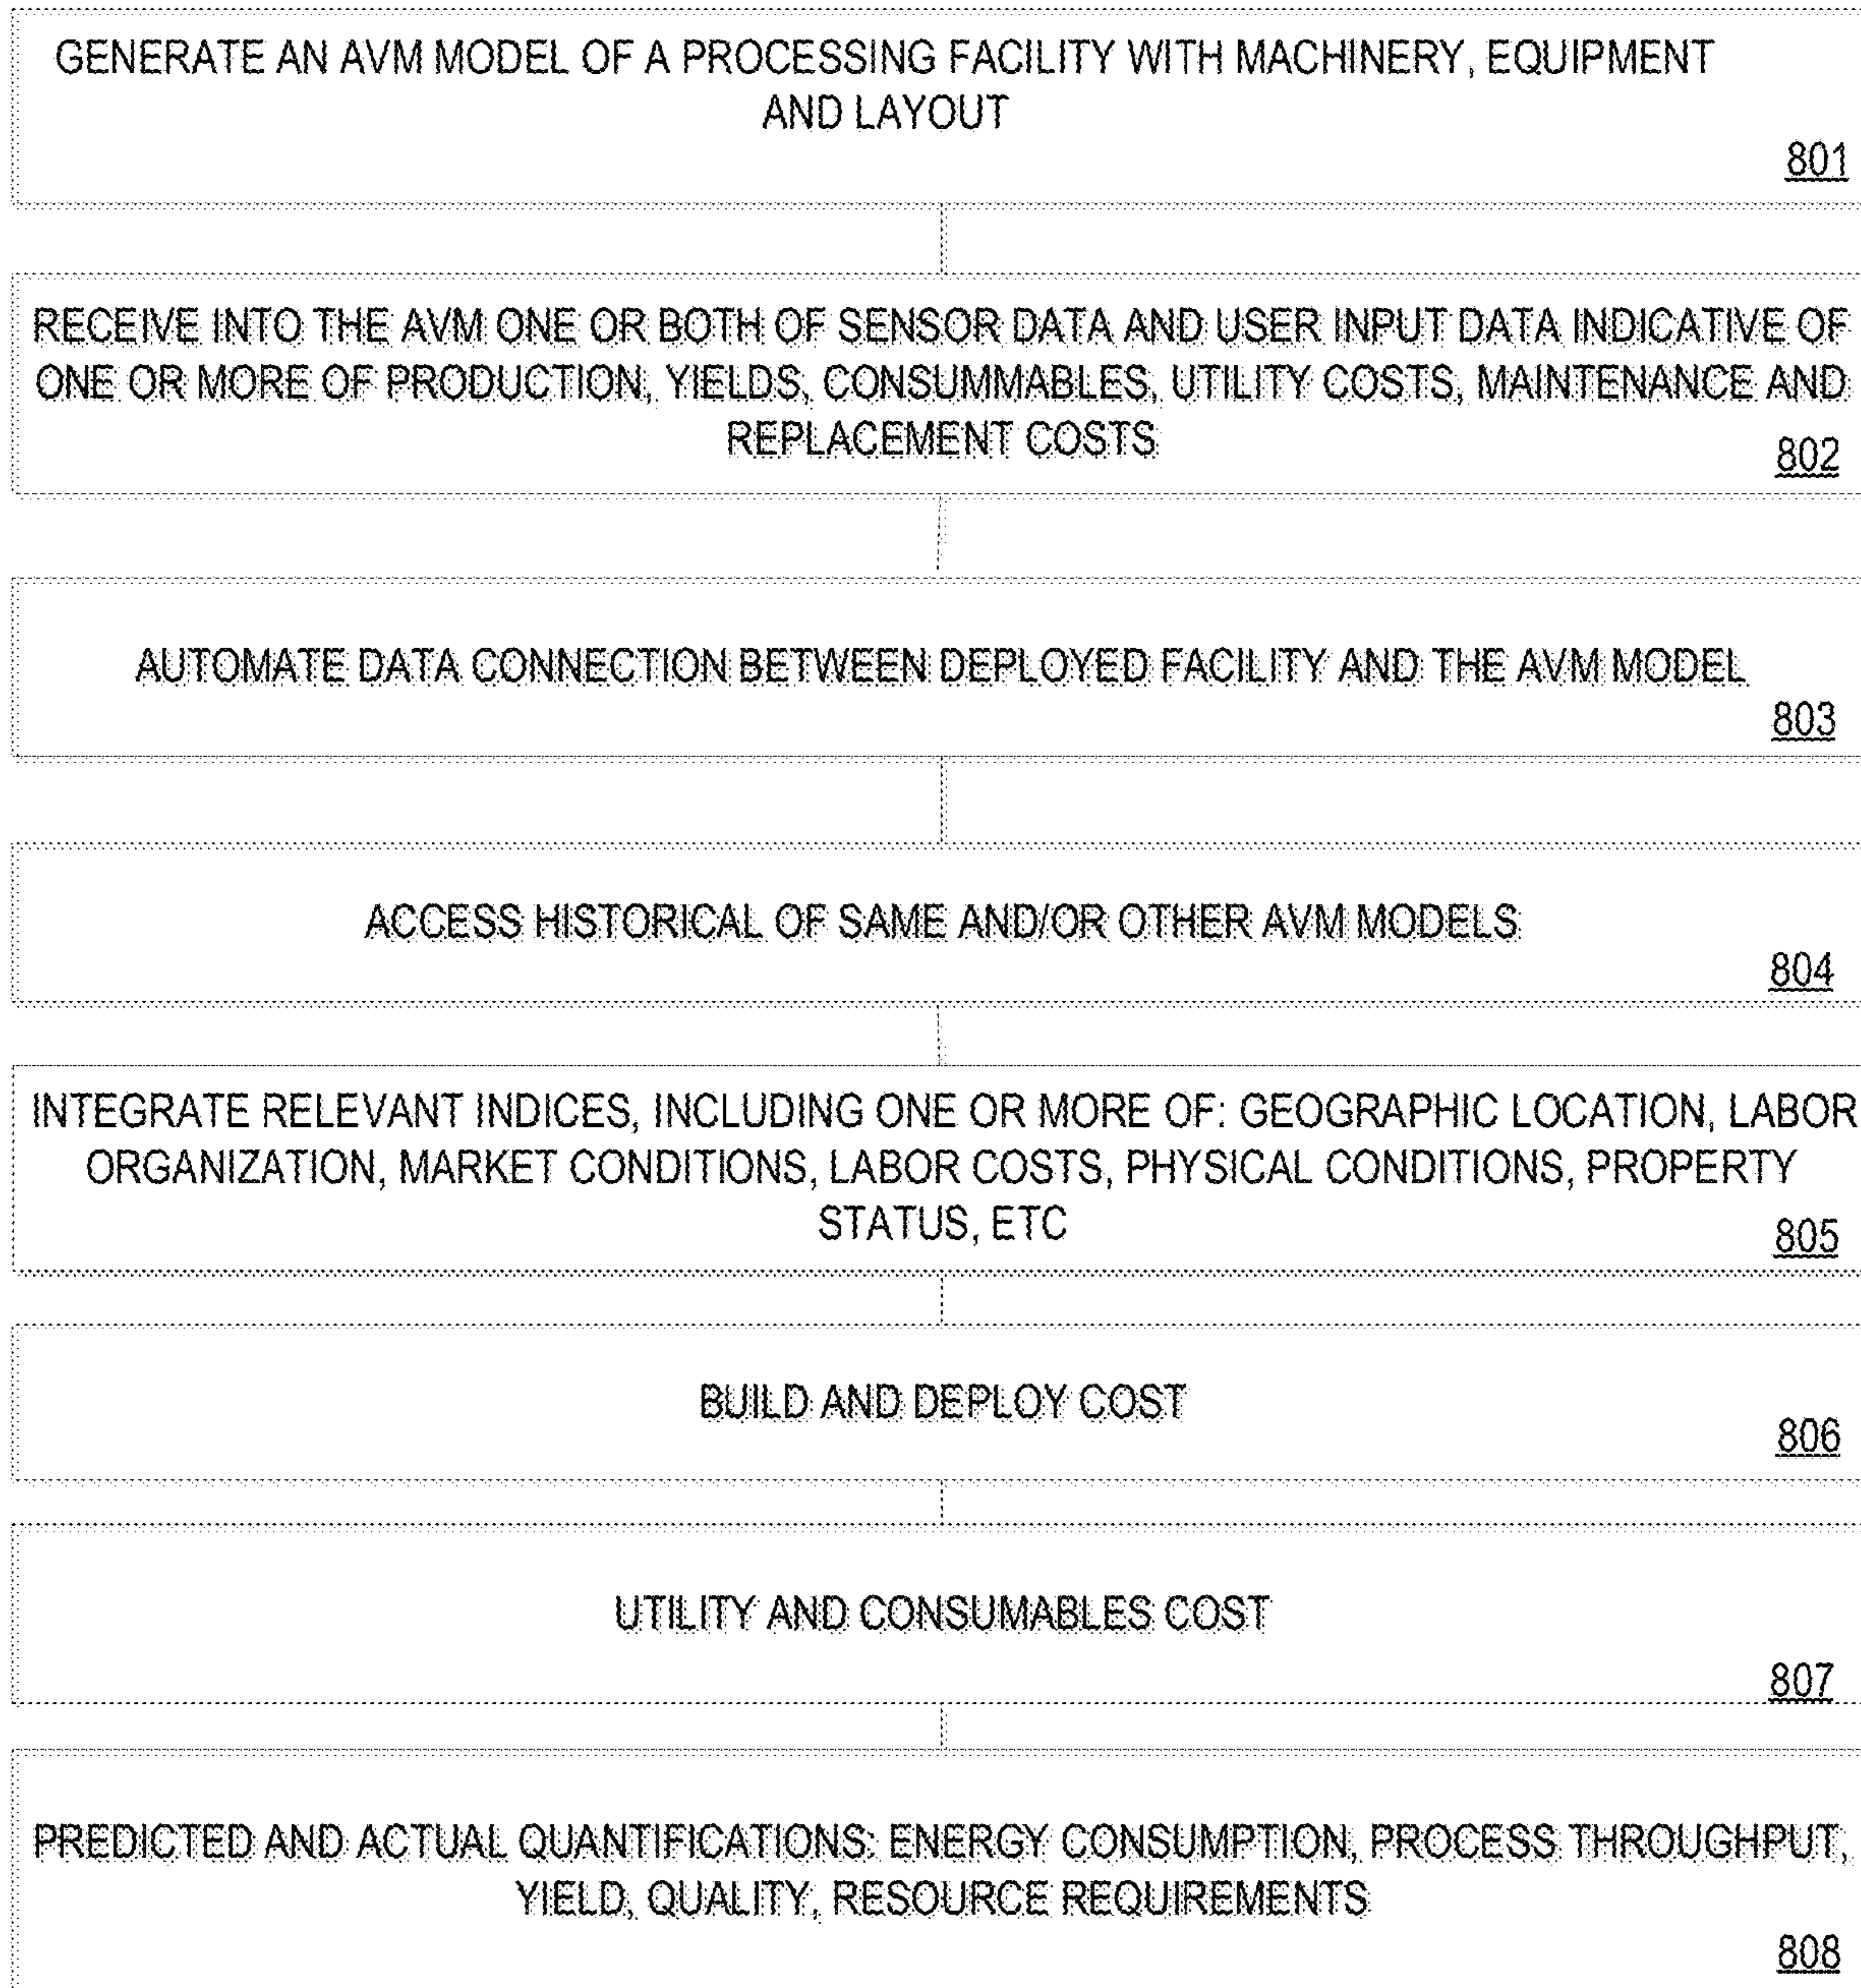 GENERATE AN AVM MODEL OF A PROCESSING FACILITY WITH MACHINERY, EQUIPMENT
AND LAYOUT
801
RECEIVE INTO THE AVM ONE OR BOTH OF SENSOR DATA AND USER INPUT DATA INDICATIVE OF
ONE OR MORE OF PRODUCTION, YIELDS, CONSUMMABLES, UTILITY COSTS, MAINTENANCE AND
REPLACEMENT COSTS
802
AUTOMATE DATA CONNECTION BETWEEN DEPLOYED FACILITY AND THE AVM MODEL
803
ACCESS HISTORICAL OF SAME AND/OR OTHER AVM MODELS
804
INTEGRATE RELEVANT INDICES, INCLUDING ONE OR MORE OF: GEOGRAPHIC LOCATION, LABOR
ORGANIZATION, MARKET CONDITIONS, LABOR COSTS, PHYSICAL CONDITIONS, PROPERTY
STATUS, ETC
805
BUILD AND DEPLOY COST
806
UTILITY AND CONSUMABLES COST
807
PREDICTED AND ACTUAL QUANTIFICATIONS: ENERGY CONSUMPTION, PROCESS THROUGHPUT,
YIELD, QUALITY, RESOURCE REQUIREMENTS
808